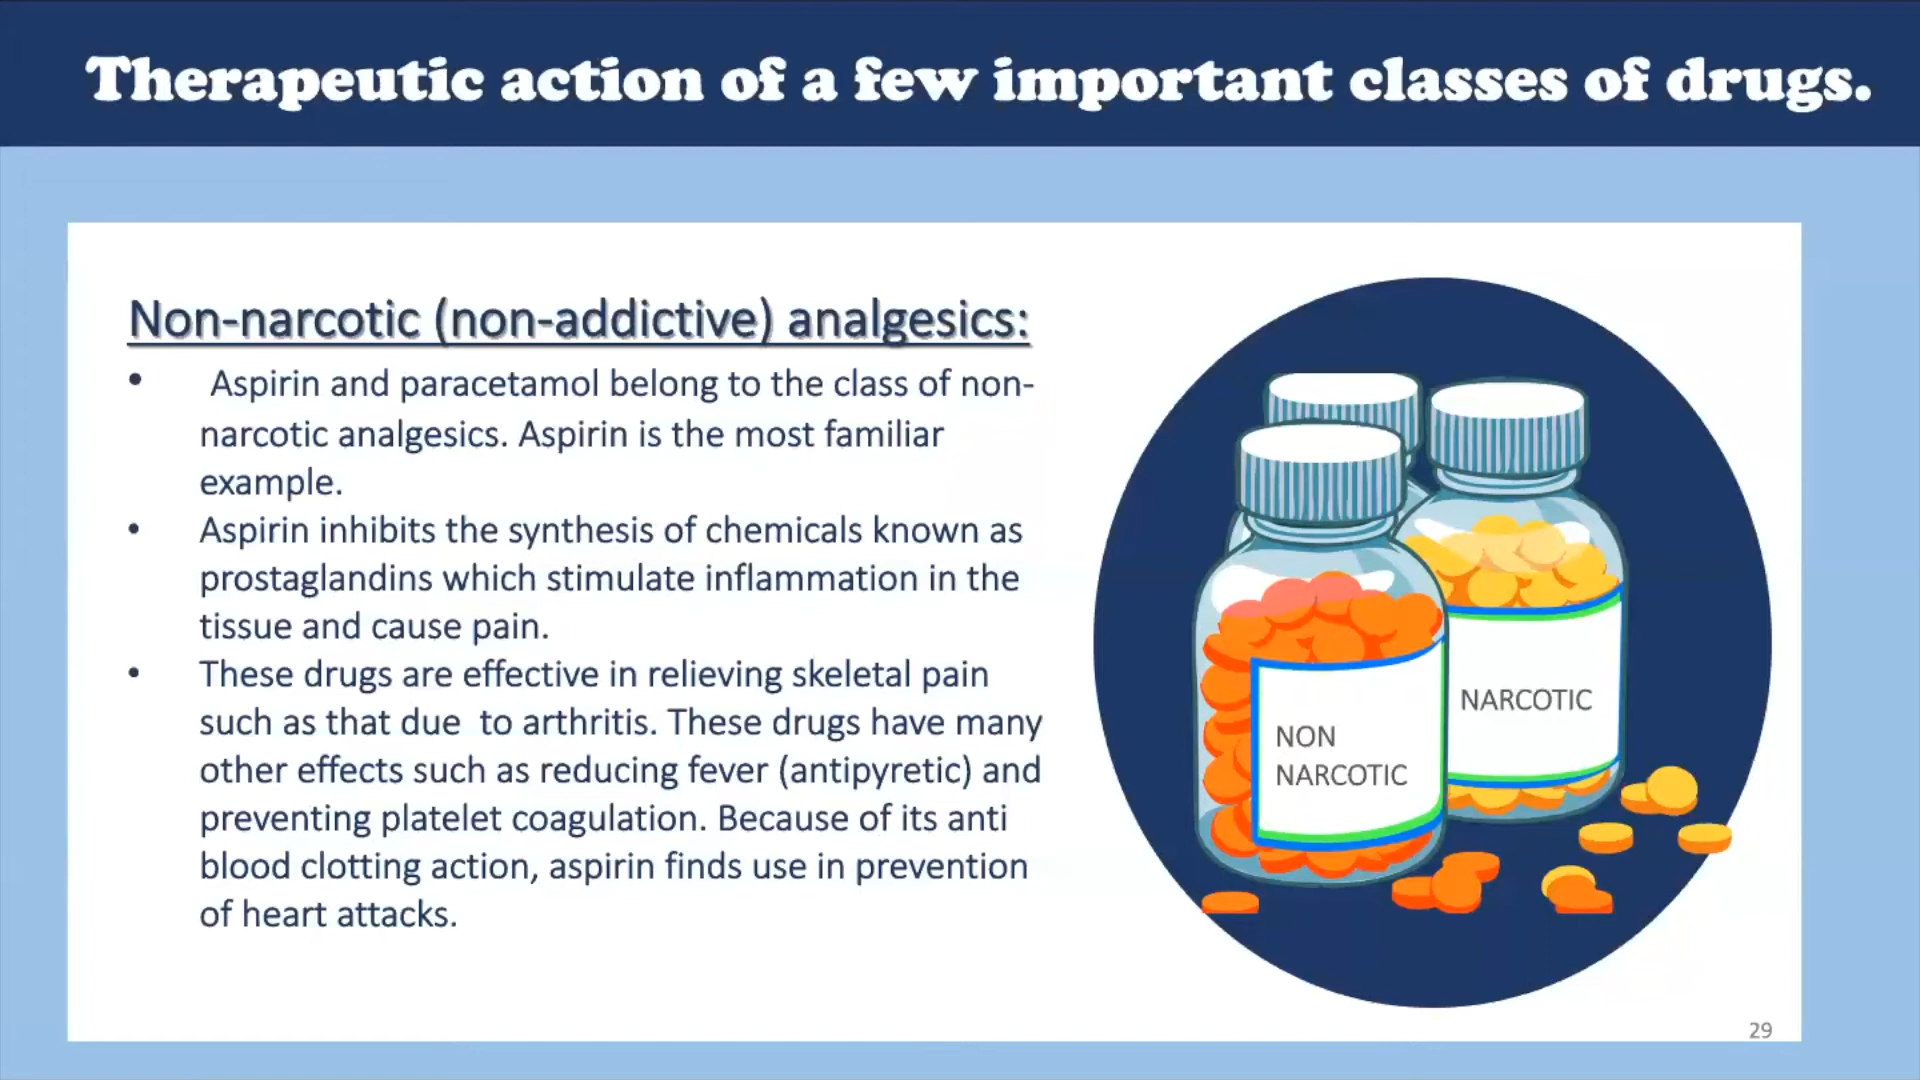 Therapeutic action of a few important classes of drugs.
Non-narcotic (non-addictive) analgesics:
• Aspirin and paracetamol belong to the class of non-
narcotic analgesics. Aspirin is the most familiar
example.
• Aspirin inhibits the synthesis of chemicals known as
prostaglandins which stimulate inflammation in the
tissue and cause pain.
• These drugs are effective in relieving skeletal pain
such as that due  to arthritis. These drugs have many
other effects such as reducing fever (antipyretic) and
preventing platelet coagulation. Because of its anti
blood clotting action, aspirin finds use in prevention
of heart attacks.
NON
NARCOTIC
NARCOTIC
29